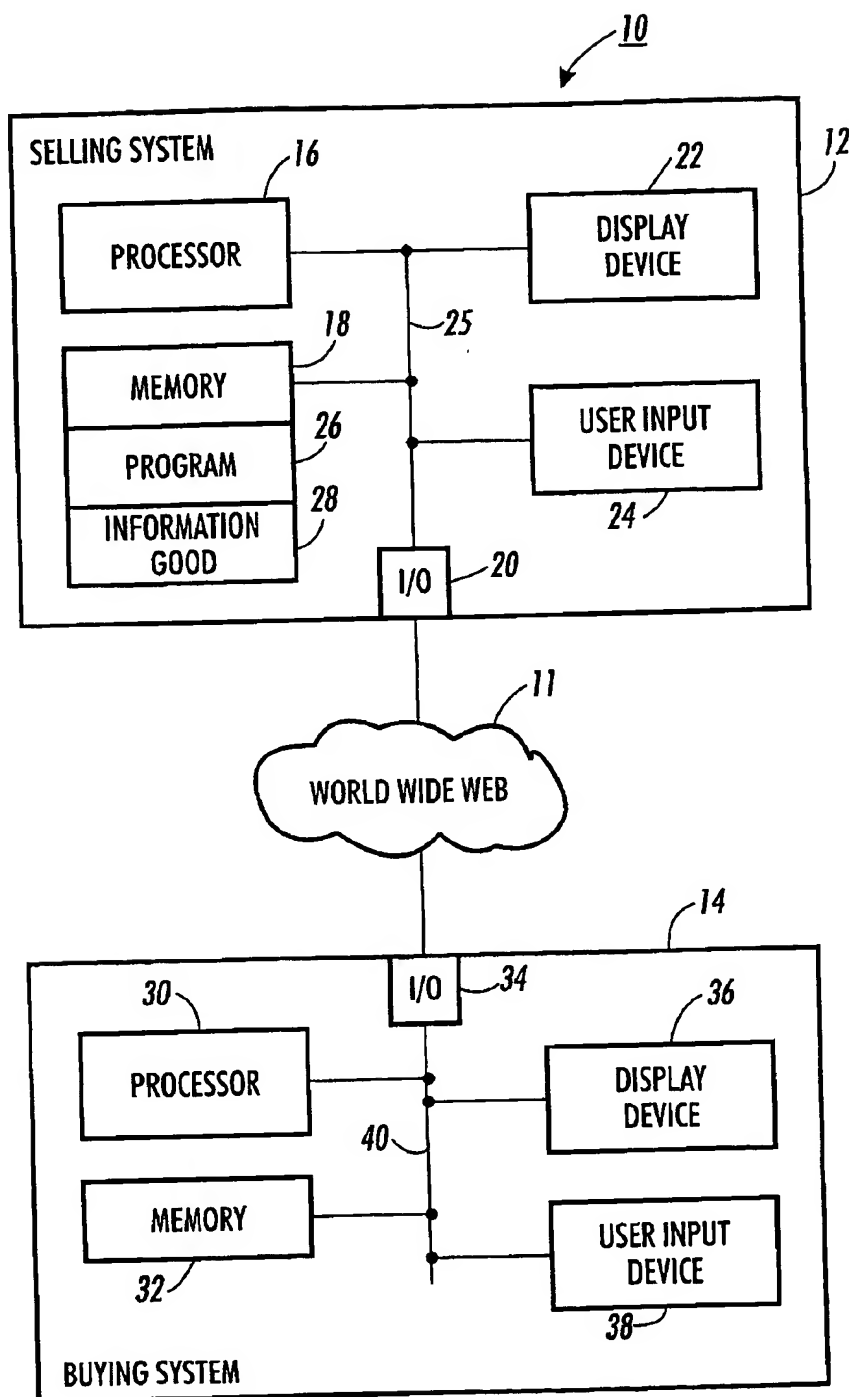 10
SELLING SYSTEM
12
16
22
PROCESSOR
DISPLAY
DEVICE
25
18
MEMORY
26
PROGRAM
28
INFORMATION
GOOD
USER INPUT
DEVICE
24
I/O
20
11
WORLD WIDE WEB
14
I/O
34
30
36
PROCESSOR
DISPLAY
DEVICE
40
MEMORY
32
USER INPUT
DEVICE
38
BUYING SYSTEM